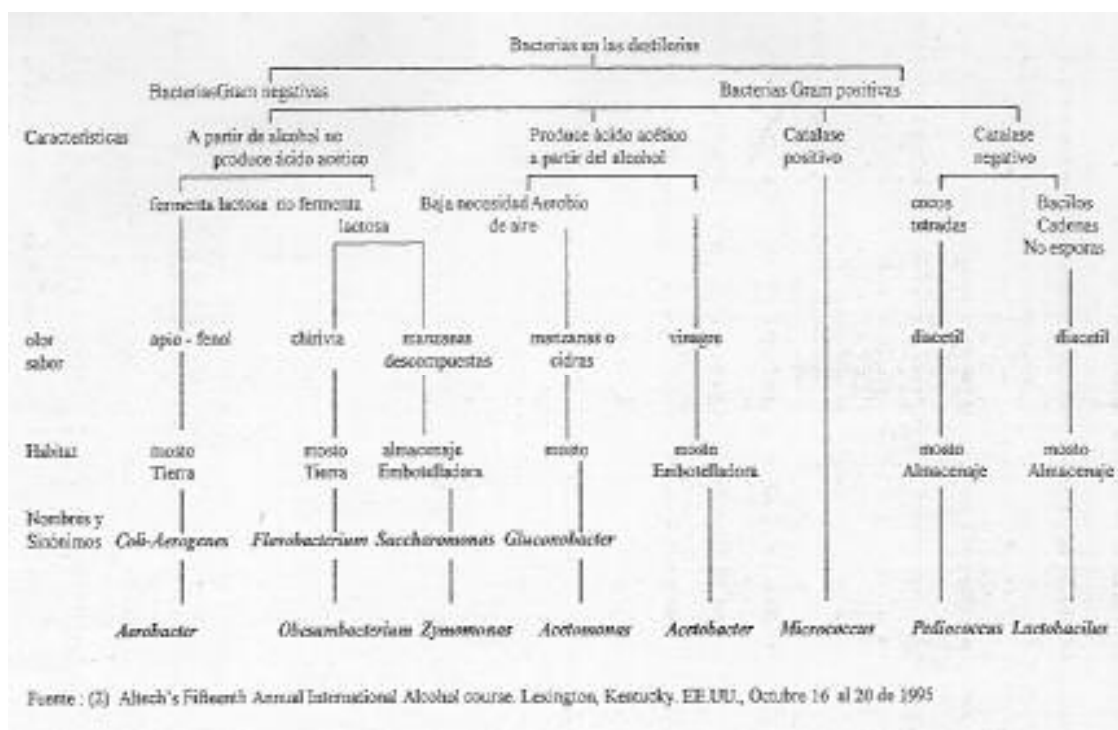 Bacterias en las destilerias
Bacterias Gram negativas Bacterias Gram positivas
Características A partir de alcohol no Produce ácido acético Catalase Catalase
produce ácido acetico a partir del alcohol positivo negativo
fermenta lactosa no fermenta Baja necesidad Aerobio cocos Bacilos
lactosa de aire Cadenas
No esporas
olor apio - fenol chirivia manzanas manzanas o vinagre diacetil diacetil
sabor descompuestas cidras
Habitat mosto mosto almacenaje mosto mosto mosto mosto
Tierra Tierra Embotelladora Embotelladora Almacenaje Almacenaje
Nombres y
Sinónimos Coli-Aerogenes Flavobacterium Saccharomonas Gluconobacter
Aerobacter Obesumbacterium Zymomonas Acetomonas Acetobacter Micrococcus Pediococcus Lactobacilus
Fuente : (2) Altech's Fifteenth Annual International Alcohol course. Lexington, Kentucky. EE.UU., Octubre 16 al 20 de 1995